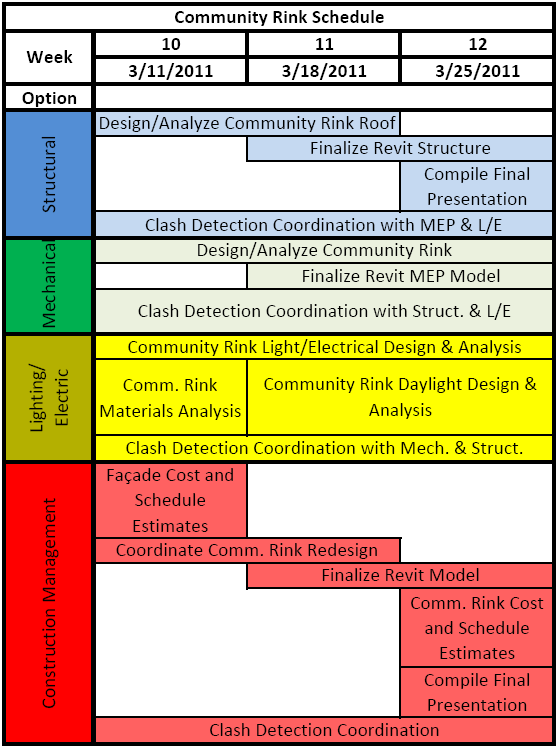 Community Rink Schedule
Week
10
11
12
3/11/2011
3/18/2011
3/25/2011
Option
Structural
Design/Analyze Community Rink Roof
Finalize Revit Structure
Compile Final
Presentation
Clash Detection Coordination with MEP & L/E
Mechanical
Design/Analyze Community Rink
Finalize Revit MEP Model
Clash Detection Coordination with Struct. & L/E
Lighting/
Electric
Community Rink Light/Electrical Design & Analysis
Comm. Rink
Materials Analysis
Community Rink Daylight Design &
Analysis
Clash Detection Coordination with Mech. & Struct.
Construction Management
Façade Cost and
Schedule
Estimates
Coordinate Comm. Rink Redesign
Finalize Revit Model
Comm. Rink Cost
and Schedule
Estimates
Compile Final
Presentation
Clash Detection Coordination